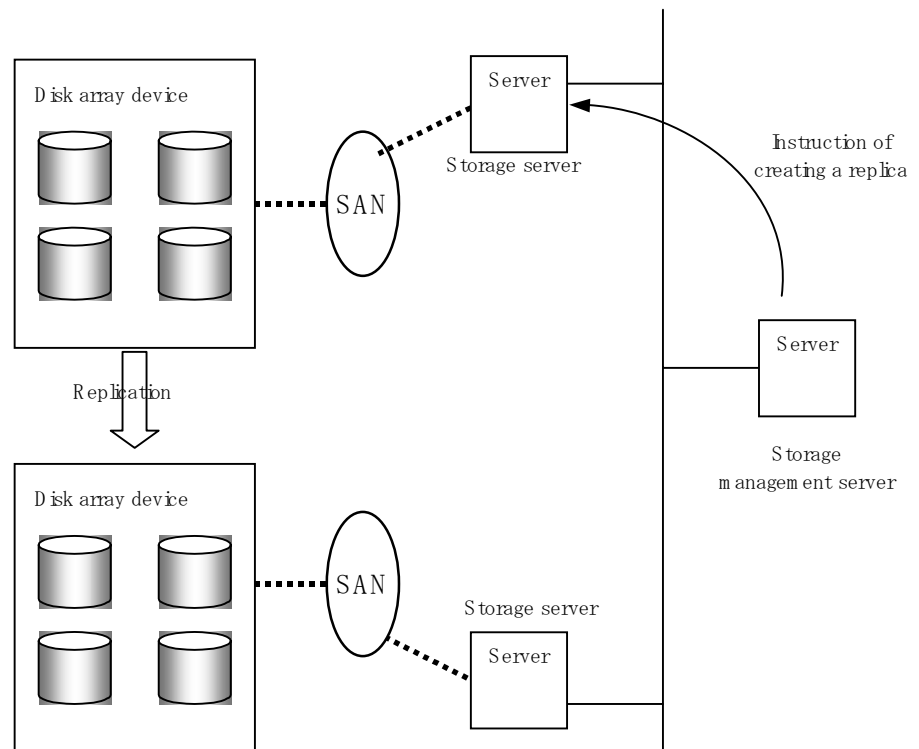 Disk array device
Server
Storage server
SAN
Instruction of
creating a replica
Server
Storage
management server
Replication
Disk array device
SAN
Storage server
Server